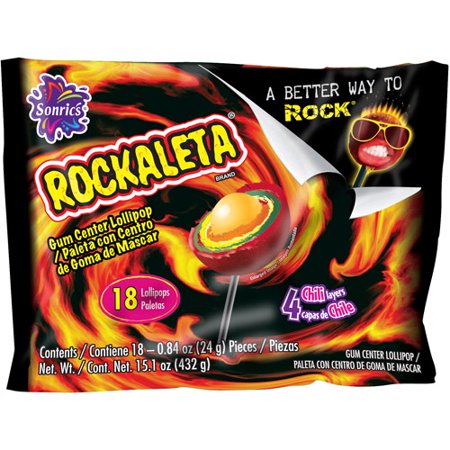 Sonric's
A BETTER WAY TO
ROCK®
ROCKALETA®
BRAND
Gum Center Lollipop
/ Paleta con Centro
de Goma de Mascar
18 Lollipops
Paletas
4 Chili layers
capas de Chile
Contents / Contiene 18 – 0.84 oz (24 g) Pieces / Piezas
Net. Wt. / Cont. Net. 15.1 oz (432 g)
GUM CENTER LOLLIPOP /
PALETA CON CENTRO DE GOMA DE MASCAR